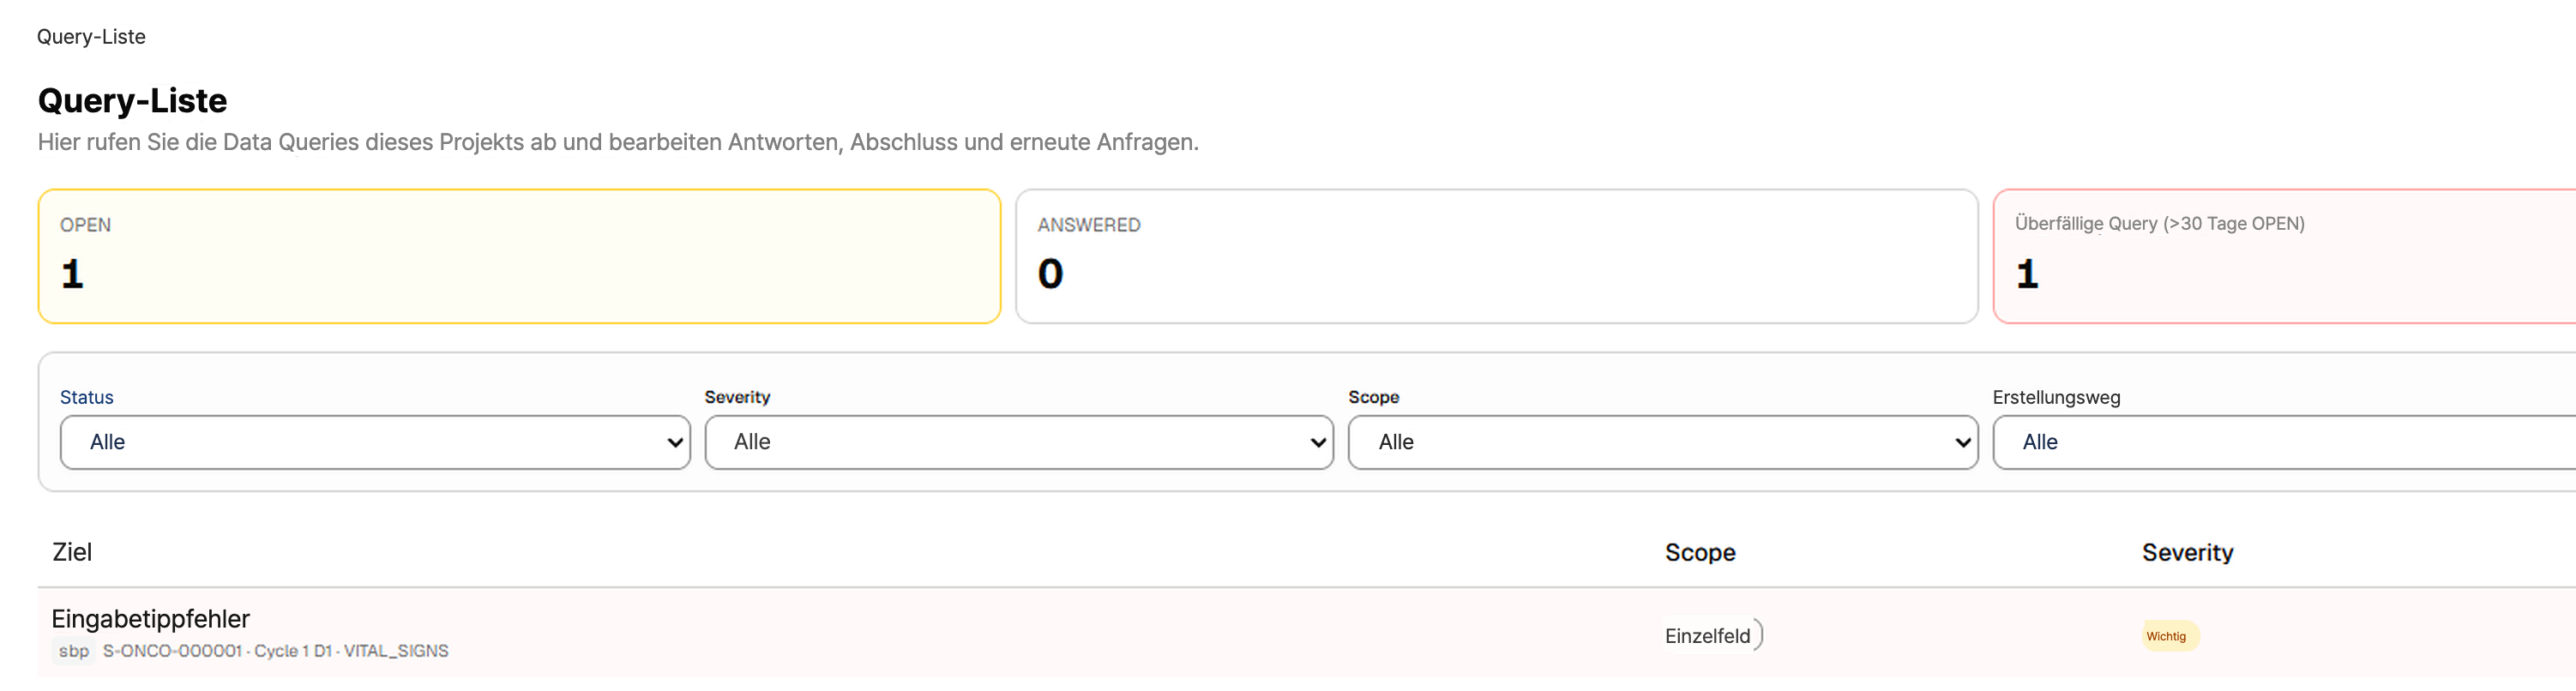 Query-Liste
Query-Liste
Hier rufen Sie die Data Queries dieses Projekts ab und bearbeiten Antworten, Abschluss und erneute Anfragen.
OPEN
1
ANSWERED
0
Überfällige Query (>30 Tage OPEN)
1
Status
Alle
Severity
Alle
Scope
Alle
Erstellungsweg
Alle
Ziel Scope Severity
Eingabetippfehler
sbp S-ONCO-000001 · Cycle 1 D1 · VITAL_SIGNS
Einzelfeld
Wichtig